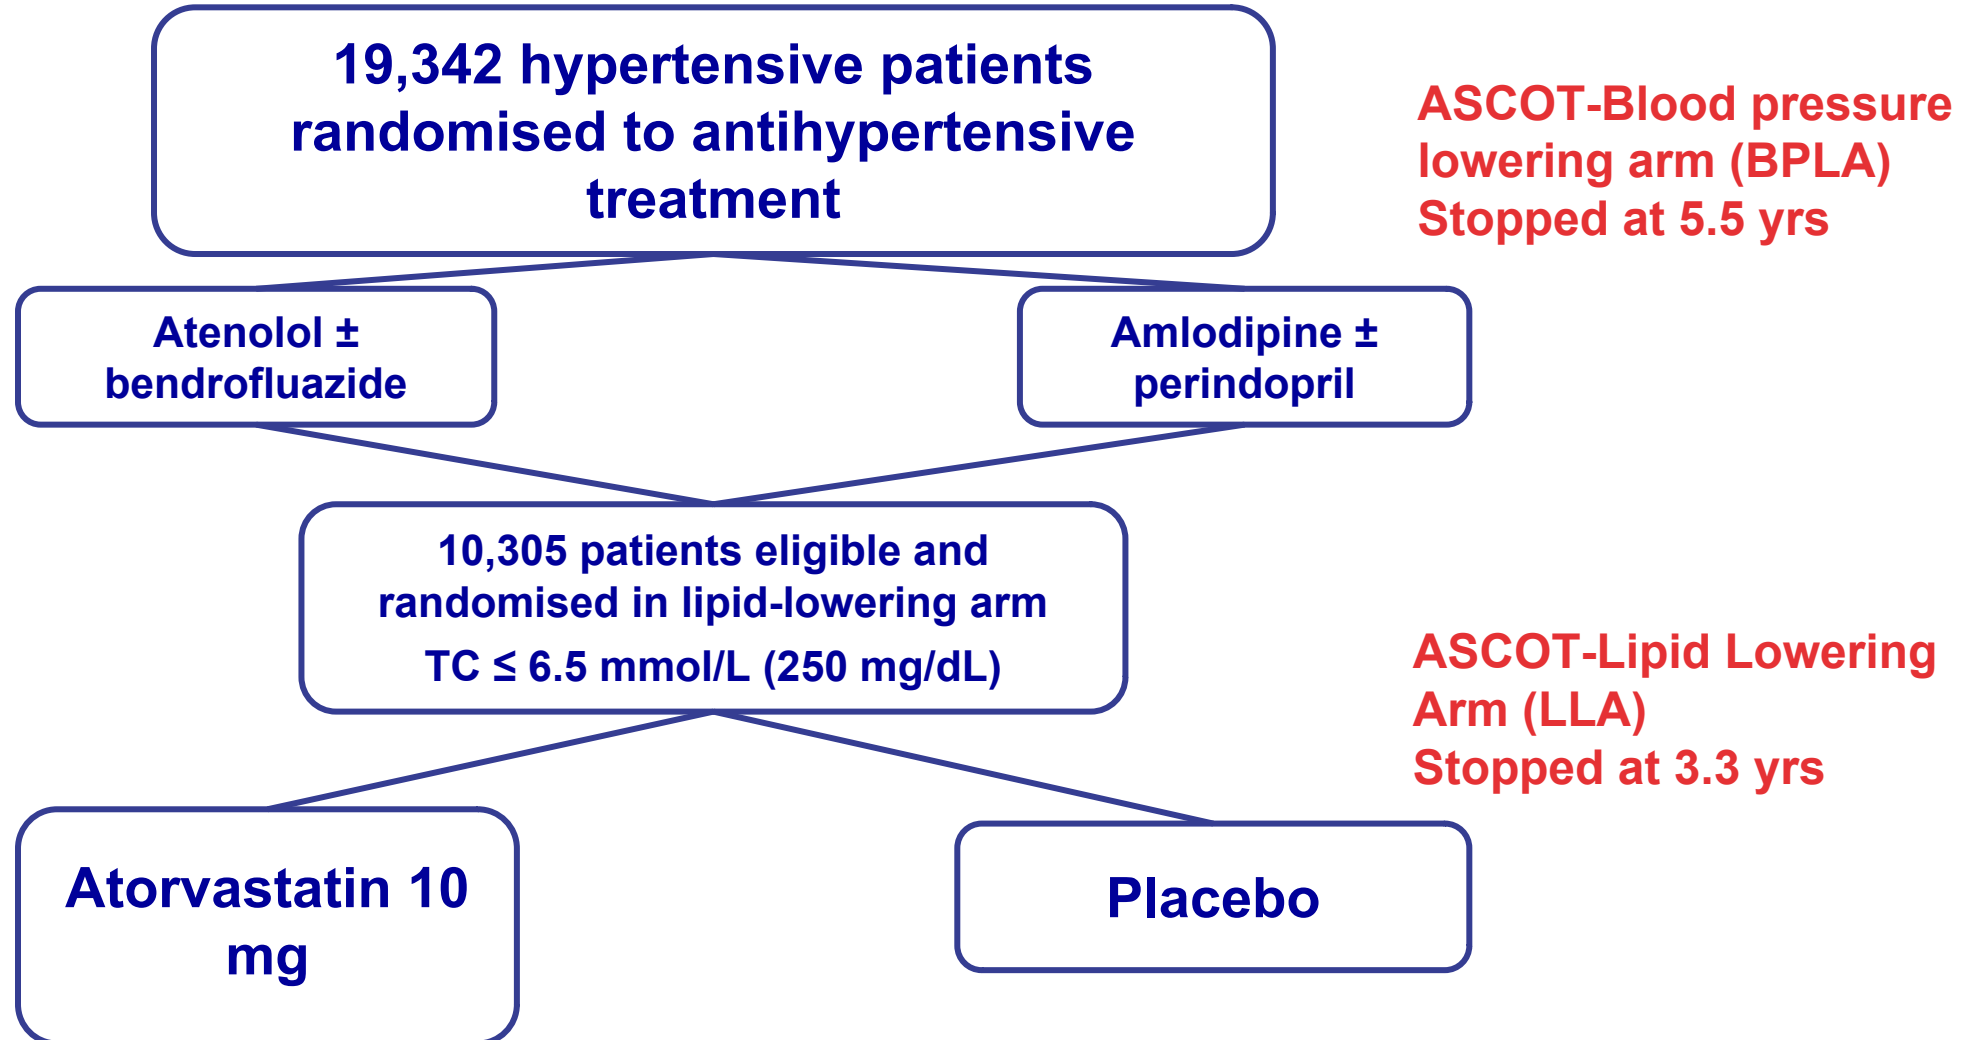 19,342 hypertensive patients
randomised to antihypertensive
treatment
ASCOT-Blood pressure
lowering arm (BPLA)
Stopped at 5.5 yrs
Atenolol ±
bendrofluazide
Amlodipine ±
perindopril
10,305 patients eligible and
randomised in lipid-lowering arm
TC ≤ 6.5 mmol/L (250 mg/dL)
ASCOT-Lipid Lowering
Arm (LLA)
Stopped at 3.3 yrs
Atorvastatin 10
mg
Placebo